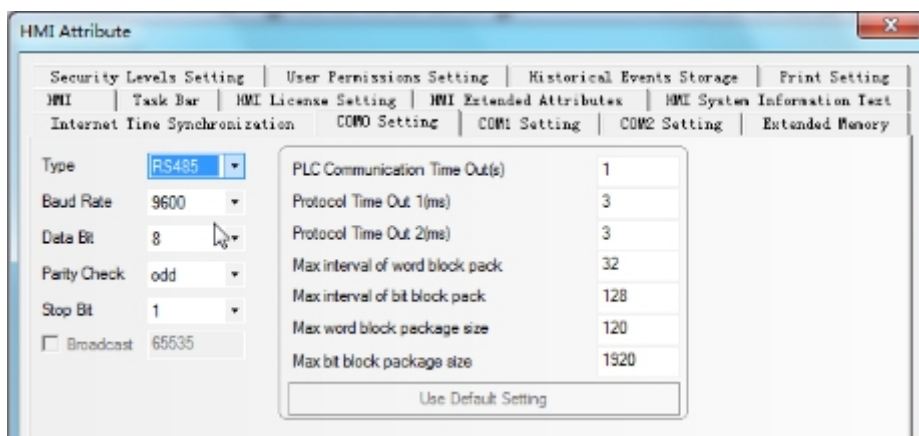 HMI Attribute
Security Levels Setting User Permissions Setting Historical Events Storage Print Setting
HMI Task Bar HMI License Setting HMI Extended Attributes HMI System Information Text
Internet Time Synchronization COM0 Setting COM1 Setting COM2 Setting Extended Memory
Type RS485 PLC Communication Time Out(s) 1
Baud Rate 9600 Protocol Time Out 1(ms) 3
Data Bit 8 Protocol Time Out 2(ms) 3
Parity Check odd Max interval of word block pack 32
Stop Bit 1 Max interval of bit block pack 128
Broadcast 65535 Max word block package size 120
Max bit block package size 1920
Use Default Setting